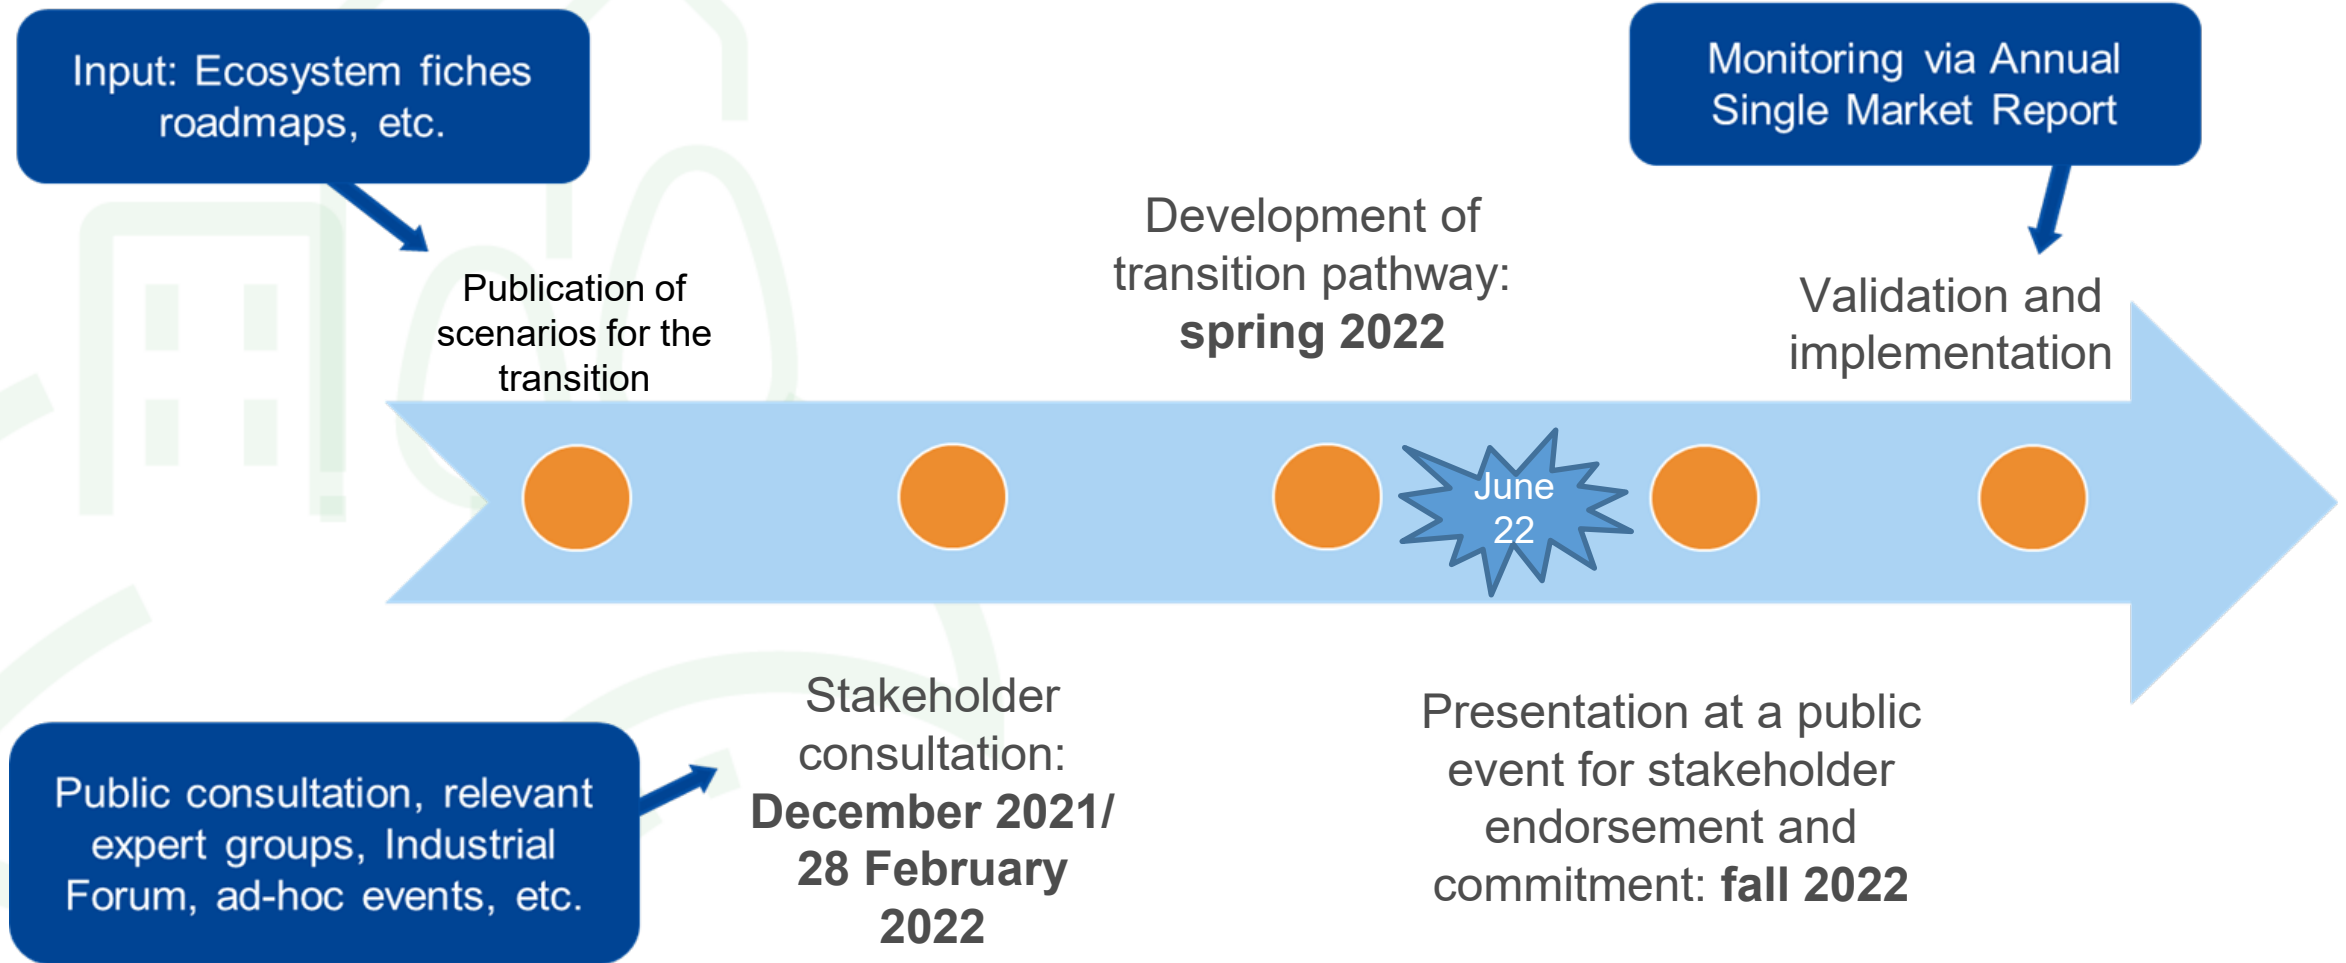 Input: Ecosystem fiches
roadmaps, etc.
Monitoring via Annual
Single Market Report
Publication of
scenarios for the
transition
Development of
transition pathway:
spring 2022
Validation and
implementation
June
22
Public consultation, relevant
expert groups, Industrial
Forum, ad-hoc events, etc.
Stakeholder
consultation:
December 2021/
28 February
2022
Presentation at a public
event for stakeholder
endorsement and
commitment: fall 2022